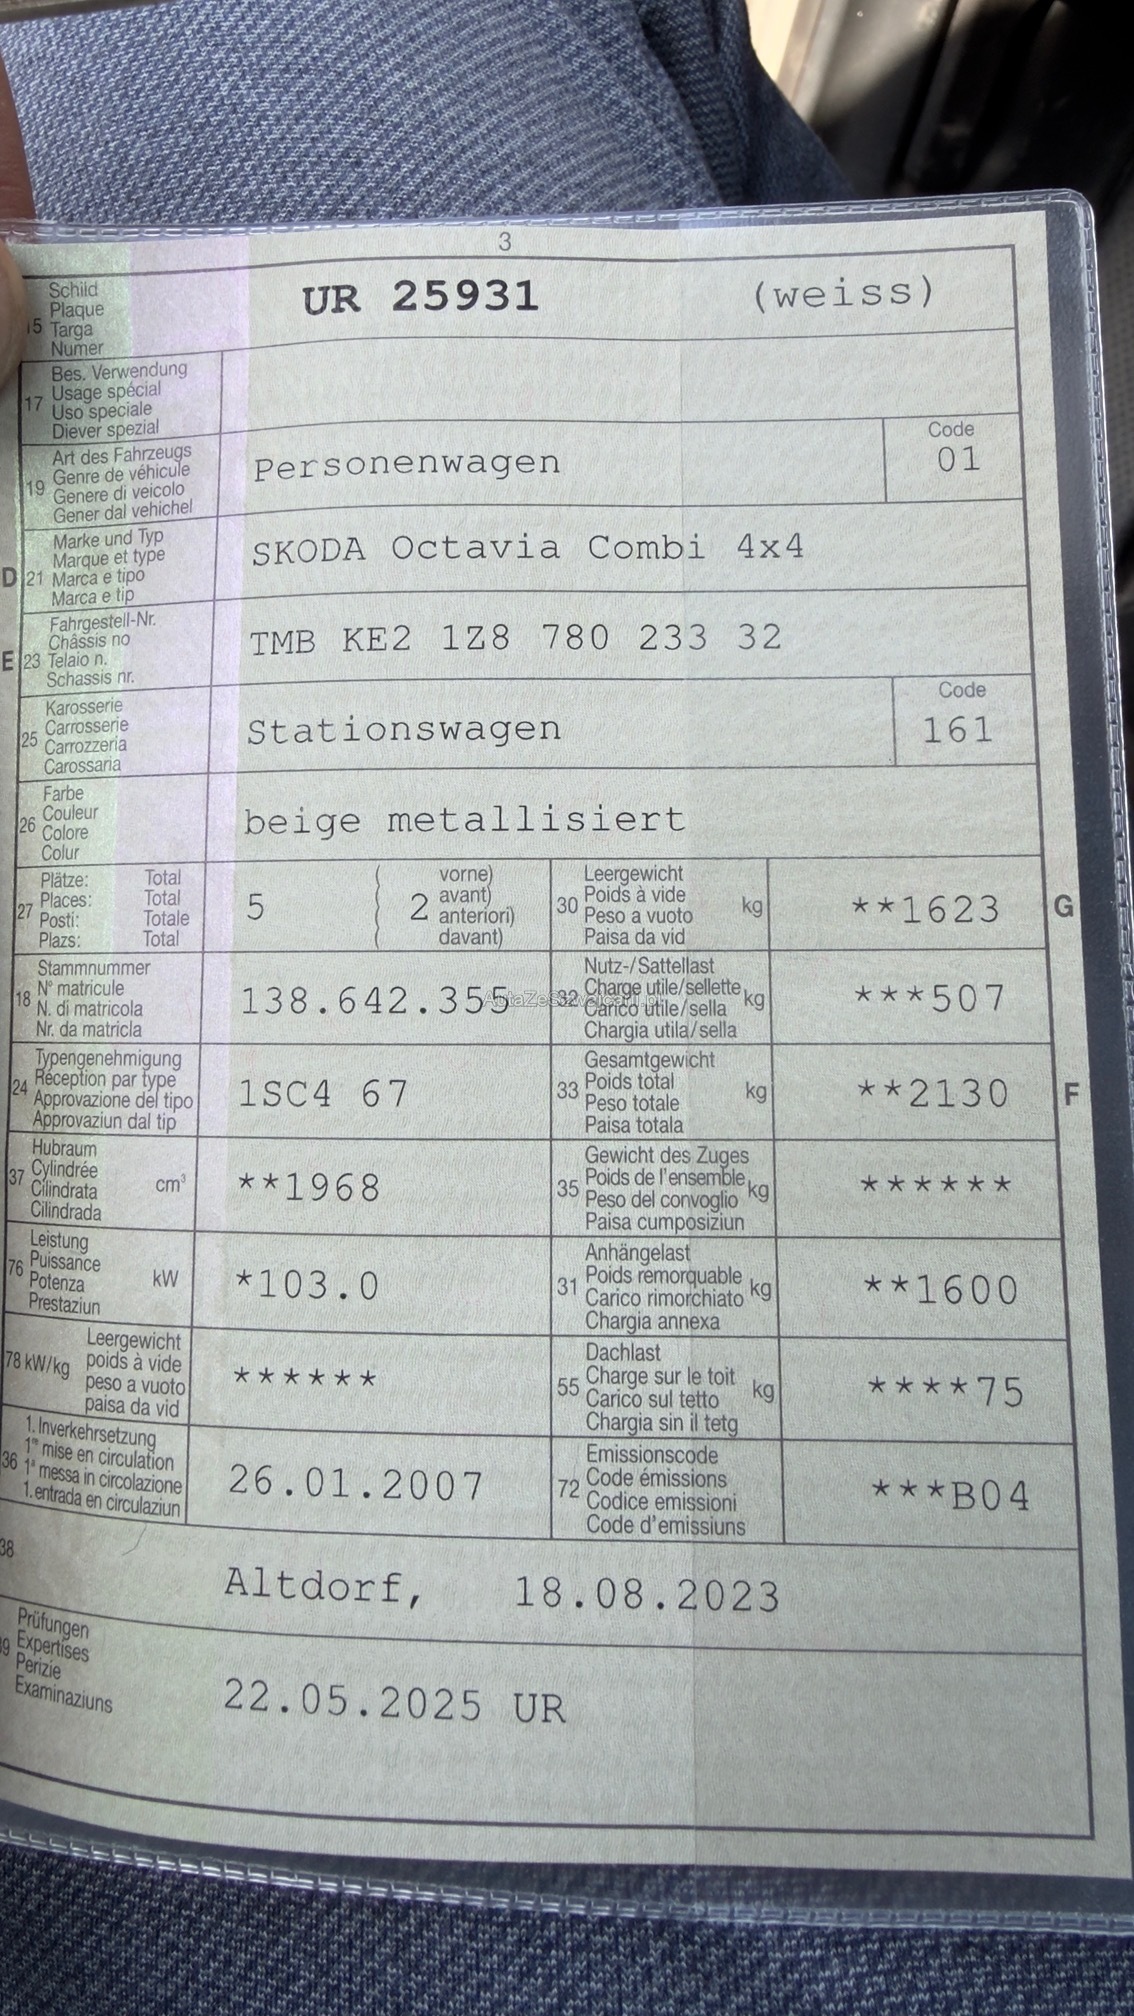 3
15 Schild
Plaque
Targa
Numer
UR 25931 (weiss)
17 Bes. Verwendung
Usage spécial
Uso speciale
Diever spezial
19 Art des Fahrzeugs
Genre de véhicule
Genere di veicolo
Gener dal vehichel
Personenwagen
Code
01
D 21 Marke und Typ
Marque et type
Marca e tipo
Marca e tip
SKODA Octavia Combi 4x4
E 23 Fahrgestell-Nr.
Châssis no
Telaio n.
Schassis nr.
TMB KE2 1Z8 780 233 32
25 Karosserie
Carrosserie
Carrozzeria
Carossaria
Stationswagen
Code
161
26 Farbe
Couleur
Colore
Colur
beige metallisiert
27 Plätze: Total
Places: Total
Posti: Totale
Plazs: Total
5 2 vorne)
avant)
anteriori)
davant)
30 Leergewicht
Poids à vide
Peso a vuoto
Paisa da vid
kg **1623 G
18 Stammnummer
N° matricule
N. di matricola
Nr. da matricla
138.642.355
AutaZeSzwajcarii.pl
32 Nutz-/Sattellast
Charge utile/sellette
Carico utile/sella
Chargia utila/sella
kg ***507
24 Typengenehmigung
Réception par type
Approvazione del tipo
Approvaziun dal tip
1SC4 67
33 Gesamtgewicht
Poids total
Peso totale
Paisa totala
kg **2130 F
37 Hubraum
Cylindrée
Cilindrata
Cilindrada
cm³ **1968
35 Gewicht des Zuges
Poids de l'ensemble
Peso del convoglio
Paisa cumposiziun
kg ******
76 Leistung
Puissance
Potenza
Prestaziun
kW *103.0
31 Anhängelast
Poids remorquable
Carico rimorchiato
Chargia annexa
kg **1600
78 kW/kg Leergewicht
poids à vide
peso a vuoto
paisa da vid
******
55 Dachlast
Charge sur le toit
Carico sul tetto
Chargia sin il tetg
kg ****75
36 1. Inverkehrsetzung
1re mise en circulation
1a messa in circolazione
1. entrada en circulaziun
26.01.2007
72 Emissionscode
Code émissions
Codice emissioni
Code d'emissiuns
***B04
38
Altdorf, 18.08.2023
39 Prüfungen
Expertises
Perizie
Examinaziuns
22.05.2025 UR